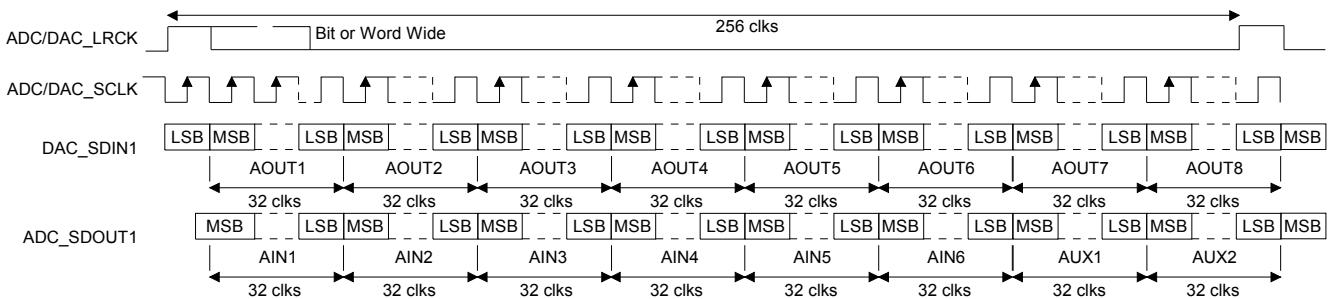 256 clks
ADC/DAC_LRCK Bit or Word Wide
ADC/DAC_SCLK
DAC_SDIN1 LSB MSB LSB MSB LSB MSB LSB MSB LSB MSB LSB MSB LSB MSB LSB MSB LSB MSB
AOUT1 AOUT2 AOUT3 AOUT4 AOUT5 AOUT6 AOUT7 AOUT8
32 clks 32 clks 32 clks 32 clks 32 clks 32 clks 32 clks 32 clks
ADC_SDOUT1 MSB LSB MSB LSB MSB LSB MSB LSB MSB LSB MSB LSB MSB LSB MSB LSB MSB
AIN1 AIN2 AIN3 AIN4 AIN5 AIN6 AUX1 AUX2
32 clks 32 clks 32 clks 32 clks 32 clks 32 clks 32 clks 32 clks